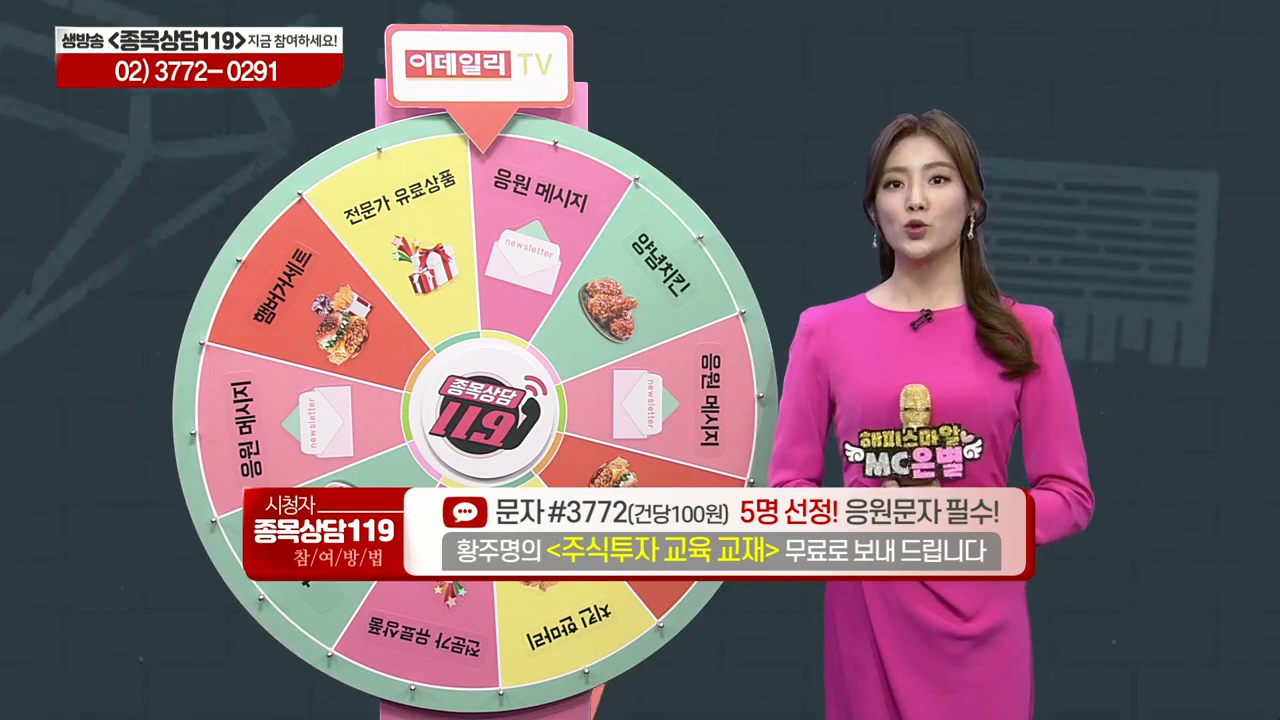 생방송 <종목상담119> 지금 참여하세요!
02) 3772-0291
이데일리 TV
전문가 유료상품
응원 메시지
newsletter
양념치킨
햄버거세트
응원 메시지
newsletter
응원 메시지
newsletter
종목상담
119
해피스마일
MC은별
시청자
종목상담119
참/여/방/법
문자 #3772(건당100원) 5명 선정! 응원문자 필수!
황주명의 <주식투자 교육 교재> 무료로 보내 드립니다
전문가 유료상품
치킨 한마리